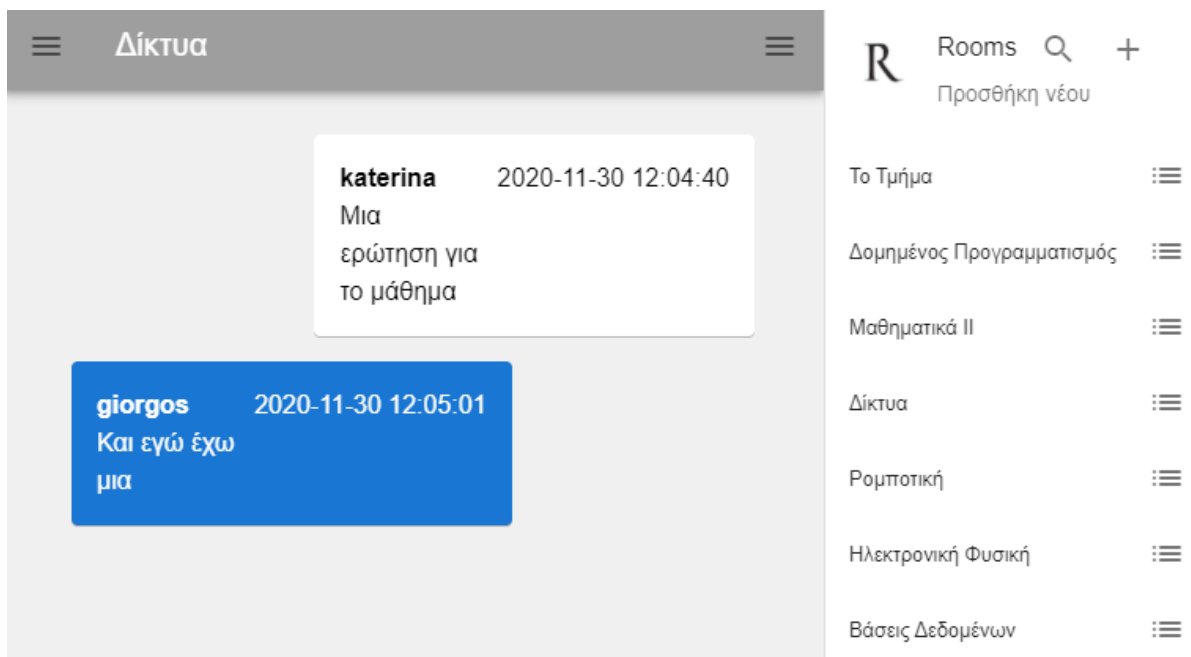 Δίκτυα
katerina 2020-11-30 12:04:40
Μια
ερώτηση για
το μάθημα
giorgos 2020-11-30 12:05:01
Και εγώ έχω
μια
R
Rooms
Προσθήκη νέου
Το Τμήμα
Δομημένος Προγραμματισμός
Μαθηματικά ΙΙ
Δίκτυα
Ρομποτική
Ηλεκτρονική Φυσική
Βάσεις Δεδομένων